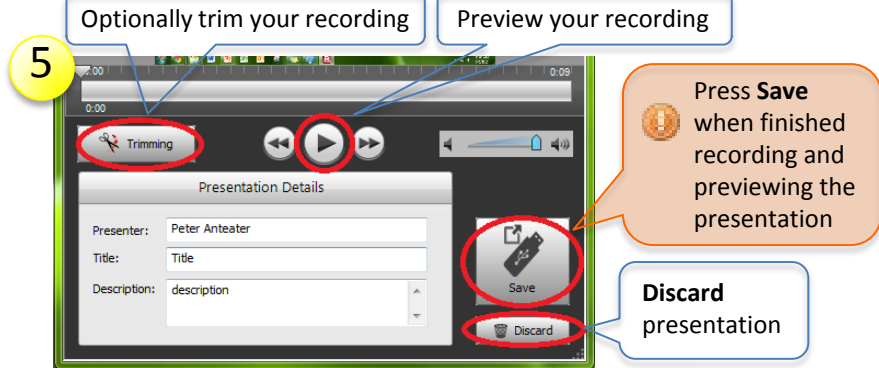 Optionally trim your recording
Preview your recording
5
0:00
0:09
0:00
Trimming
Press Save
when finished
recording and
previewing the
presentation
Presentation Details
Presenter: Peter Anteater
Title: Title
Description: description
Save
Discard
Discard
presentation